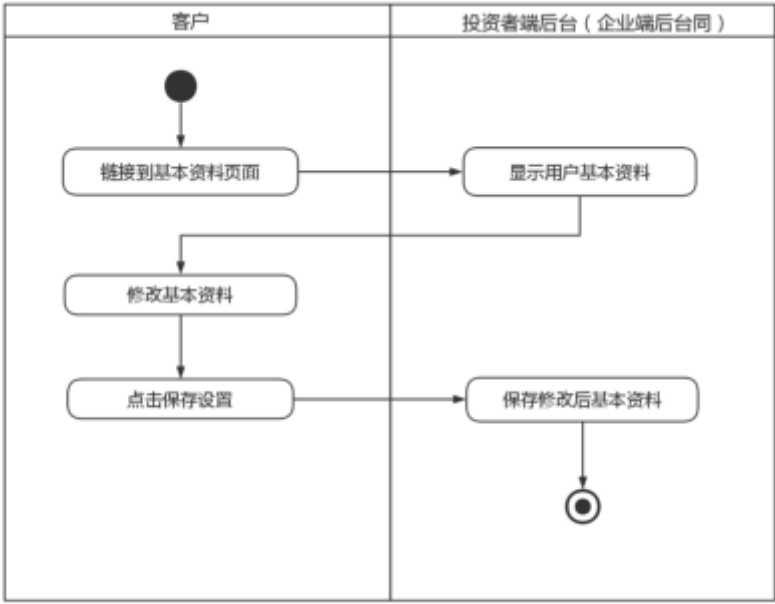 客户
投资者端后台（企业端后台同）
链接到基本资料页面
显示用户基本资料
修改基本资料
点击保存设置
保存修改后基本资料